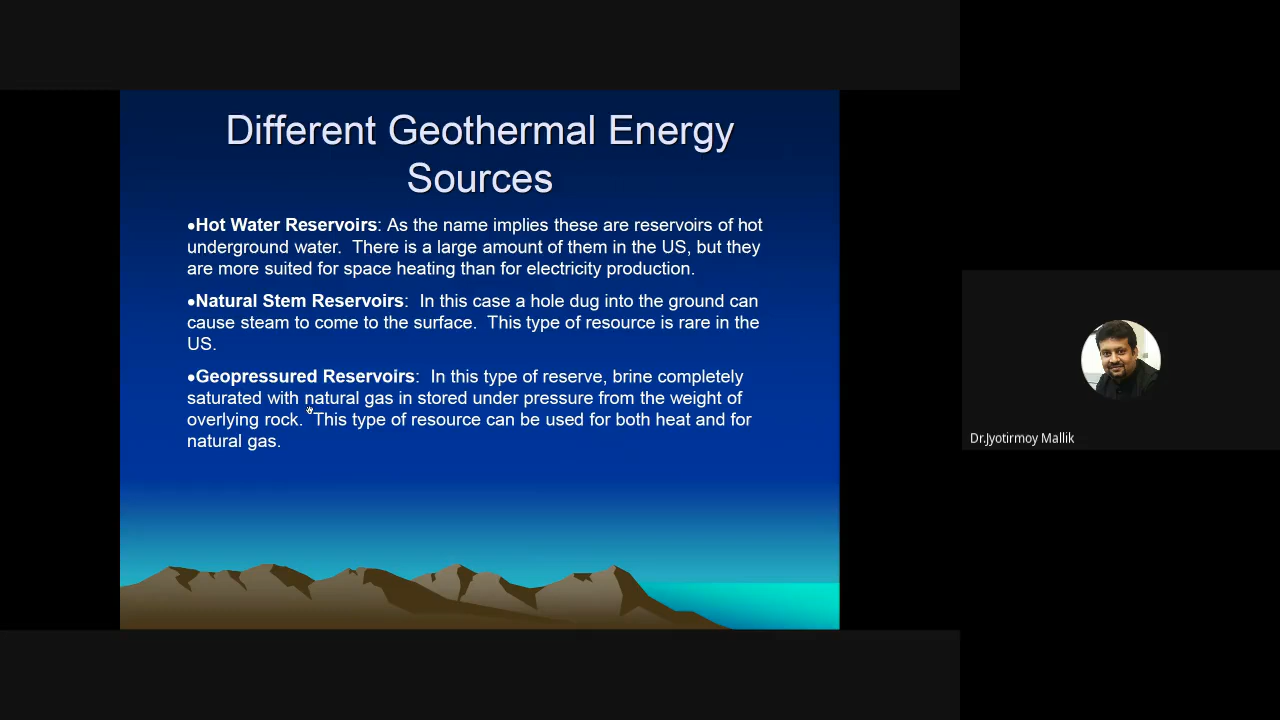 Different Geothermal Energy
Sources
●Hot Water Reservoirs: As the name implies these are reservoirs of hot
underground water.  There is a large amount of them in the US, but they
are more suited for space heating than for electricity production.
●Natural Stem Reservoirs:  In this case a hole dug into the ground can
cause steam to come to the surface.  This type of resource is rare in the
US.
●Geopressured Reservoirs:  In this type of reserve, brine completely
saturated with natural gas in stored under pressure from the weight of
overlying rock.  This type of resource can be used for both heat and for
natural gas.
Dr.Jyotirmoy Mallik